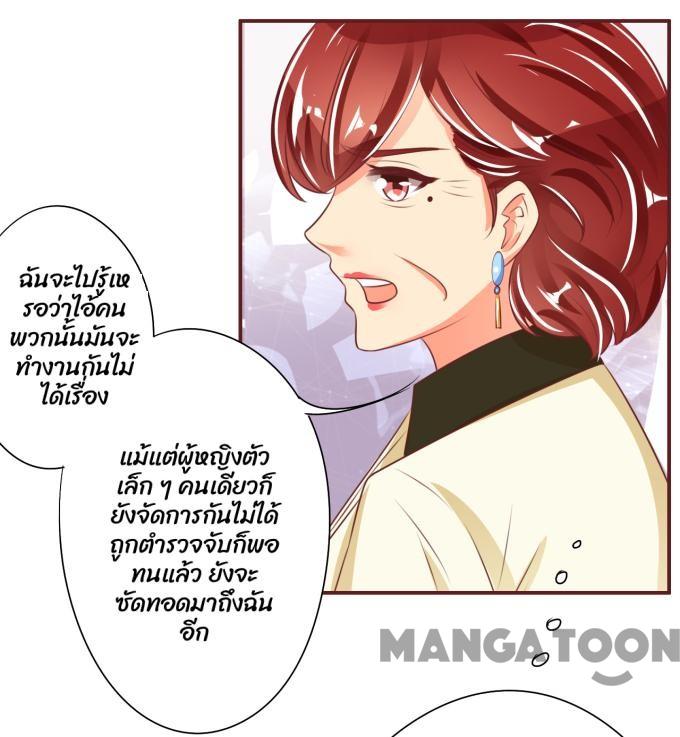 ฉันจะไปรู้เห
รอว่าไอ้คน
พวกนั้นมันจะ
ทำงานกันไม่
ได้เรื่อง
แม้แต่ผู้หญิงตัว
เล็ก ๆ คนเดียวก็
ยังจัดการกันไม่ได้
ถูกตำรวจจับก็พอ
ทนแล้ว ยังจะ
ซัดทอดมาถึงฉัน
อีก
MANGATOON